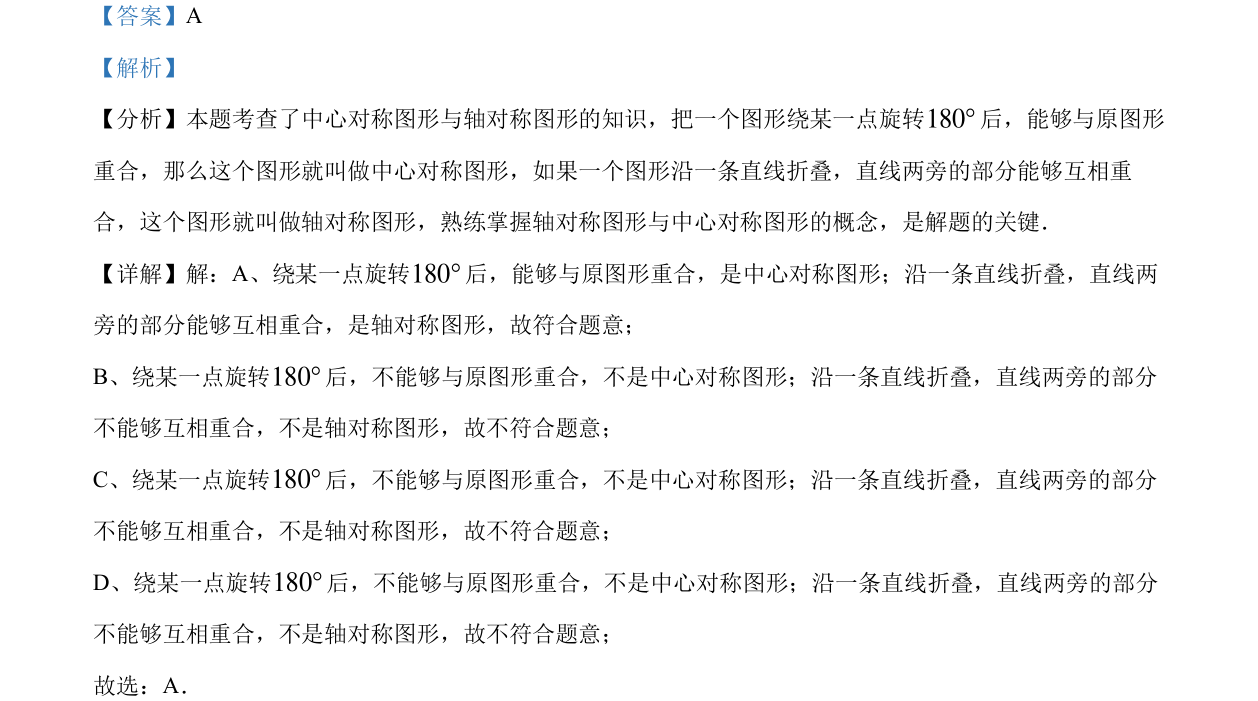 【答案】A
【解析】
【分析】本题考查了中心对称图形与轴对称图形的知识，把一个图形绕某一点旋转180°后，能够与原图形
重合，那么这个图形就叫做中心对称图形，如果一个图形沿一条直线折叠，直线两旁的部分能够互相重
合，这个图形就叫做轴对称图形，熟练掌握轴对称图形与中心对称图形的概念，是解题的关键．
【详解】解：A、绕某一点旋转180°后，能够与原图形重合，是中心对称图形；沿一条直线折叠，直线两
旁的部分能够互相重合，是轴对称图形，故符合题意；
B、绕某一点旋转180°后，不能够与原图形重合，不是中心对称图形；沿一条直线折叠，直线两旁的部分
不能够互相重合，不是轴对称图形，故不符合题意；
C、绕某一点旋转180°后，不能够与原图形重合，不是中心对称图形；沿一条直线折叠，直线两旁的部分
不能够互相重合，不是轴对称图形，故不符合题意；
D、绕某一点旋转180°后，不能够与原图形重合，不是中心对称图形；沿一条直线折叠，直线两旁的部分
不能够互相重合，不是轴对称图形，故不符合题意；
故选：A．